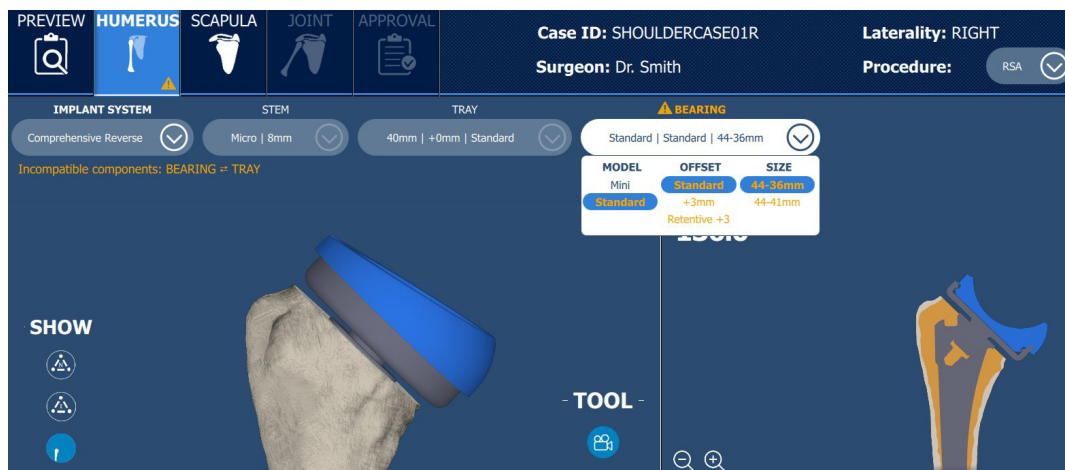 PREVIEW HUMERUS SCAPULA JOINT APPROVAL
Case ID: SHOULDERCASE01R
Laterality: RIGHT
Surgeon: Dr. Smith
Procedure: RSA
IMPLANT SYSTEM STEM TRAY BEARING
Comprehensive Reverse Micro | 8mm 40mm | +0mm | Standard Standard | Standard | 44-36mm
Incompatible components: BEARING ⇄ TRAY
MODEL OFFSET SIZE
Mini Standard 44-36mm
Standard +3mm 44-41mm
Retentive +3
SHOW
- TOOL -